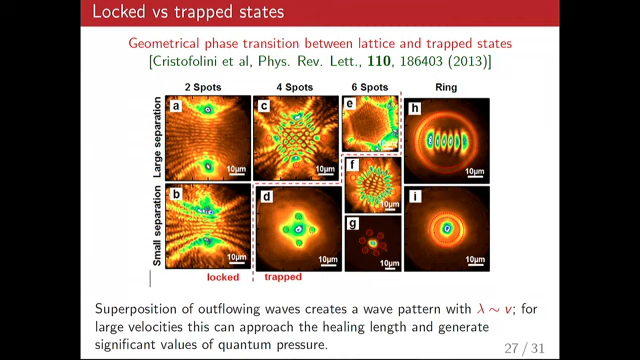 Locked vs trapped states
Geometrical phase transition between lattice and trapped states
[Cristofolini et al, Phys. Rev. Lett., 110, 186403 (2013)]
2 Spots 4 Spots 6 Spots Ring
Large separation
a c e h
10μm 10μm 10μm 10μm
f
10μm
Small separation
b d g i
10μm 10μm 10μm 10μm
locked trapped
Superposition of outflowing waves creates a wave pattern with λ ∼ v; for
large velocities this can approach the healing length and generate
significant values of quantum pressure.
27 / 31